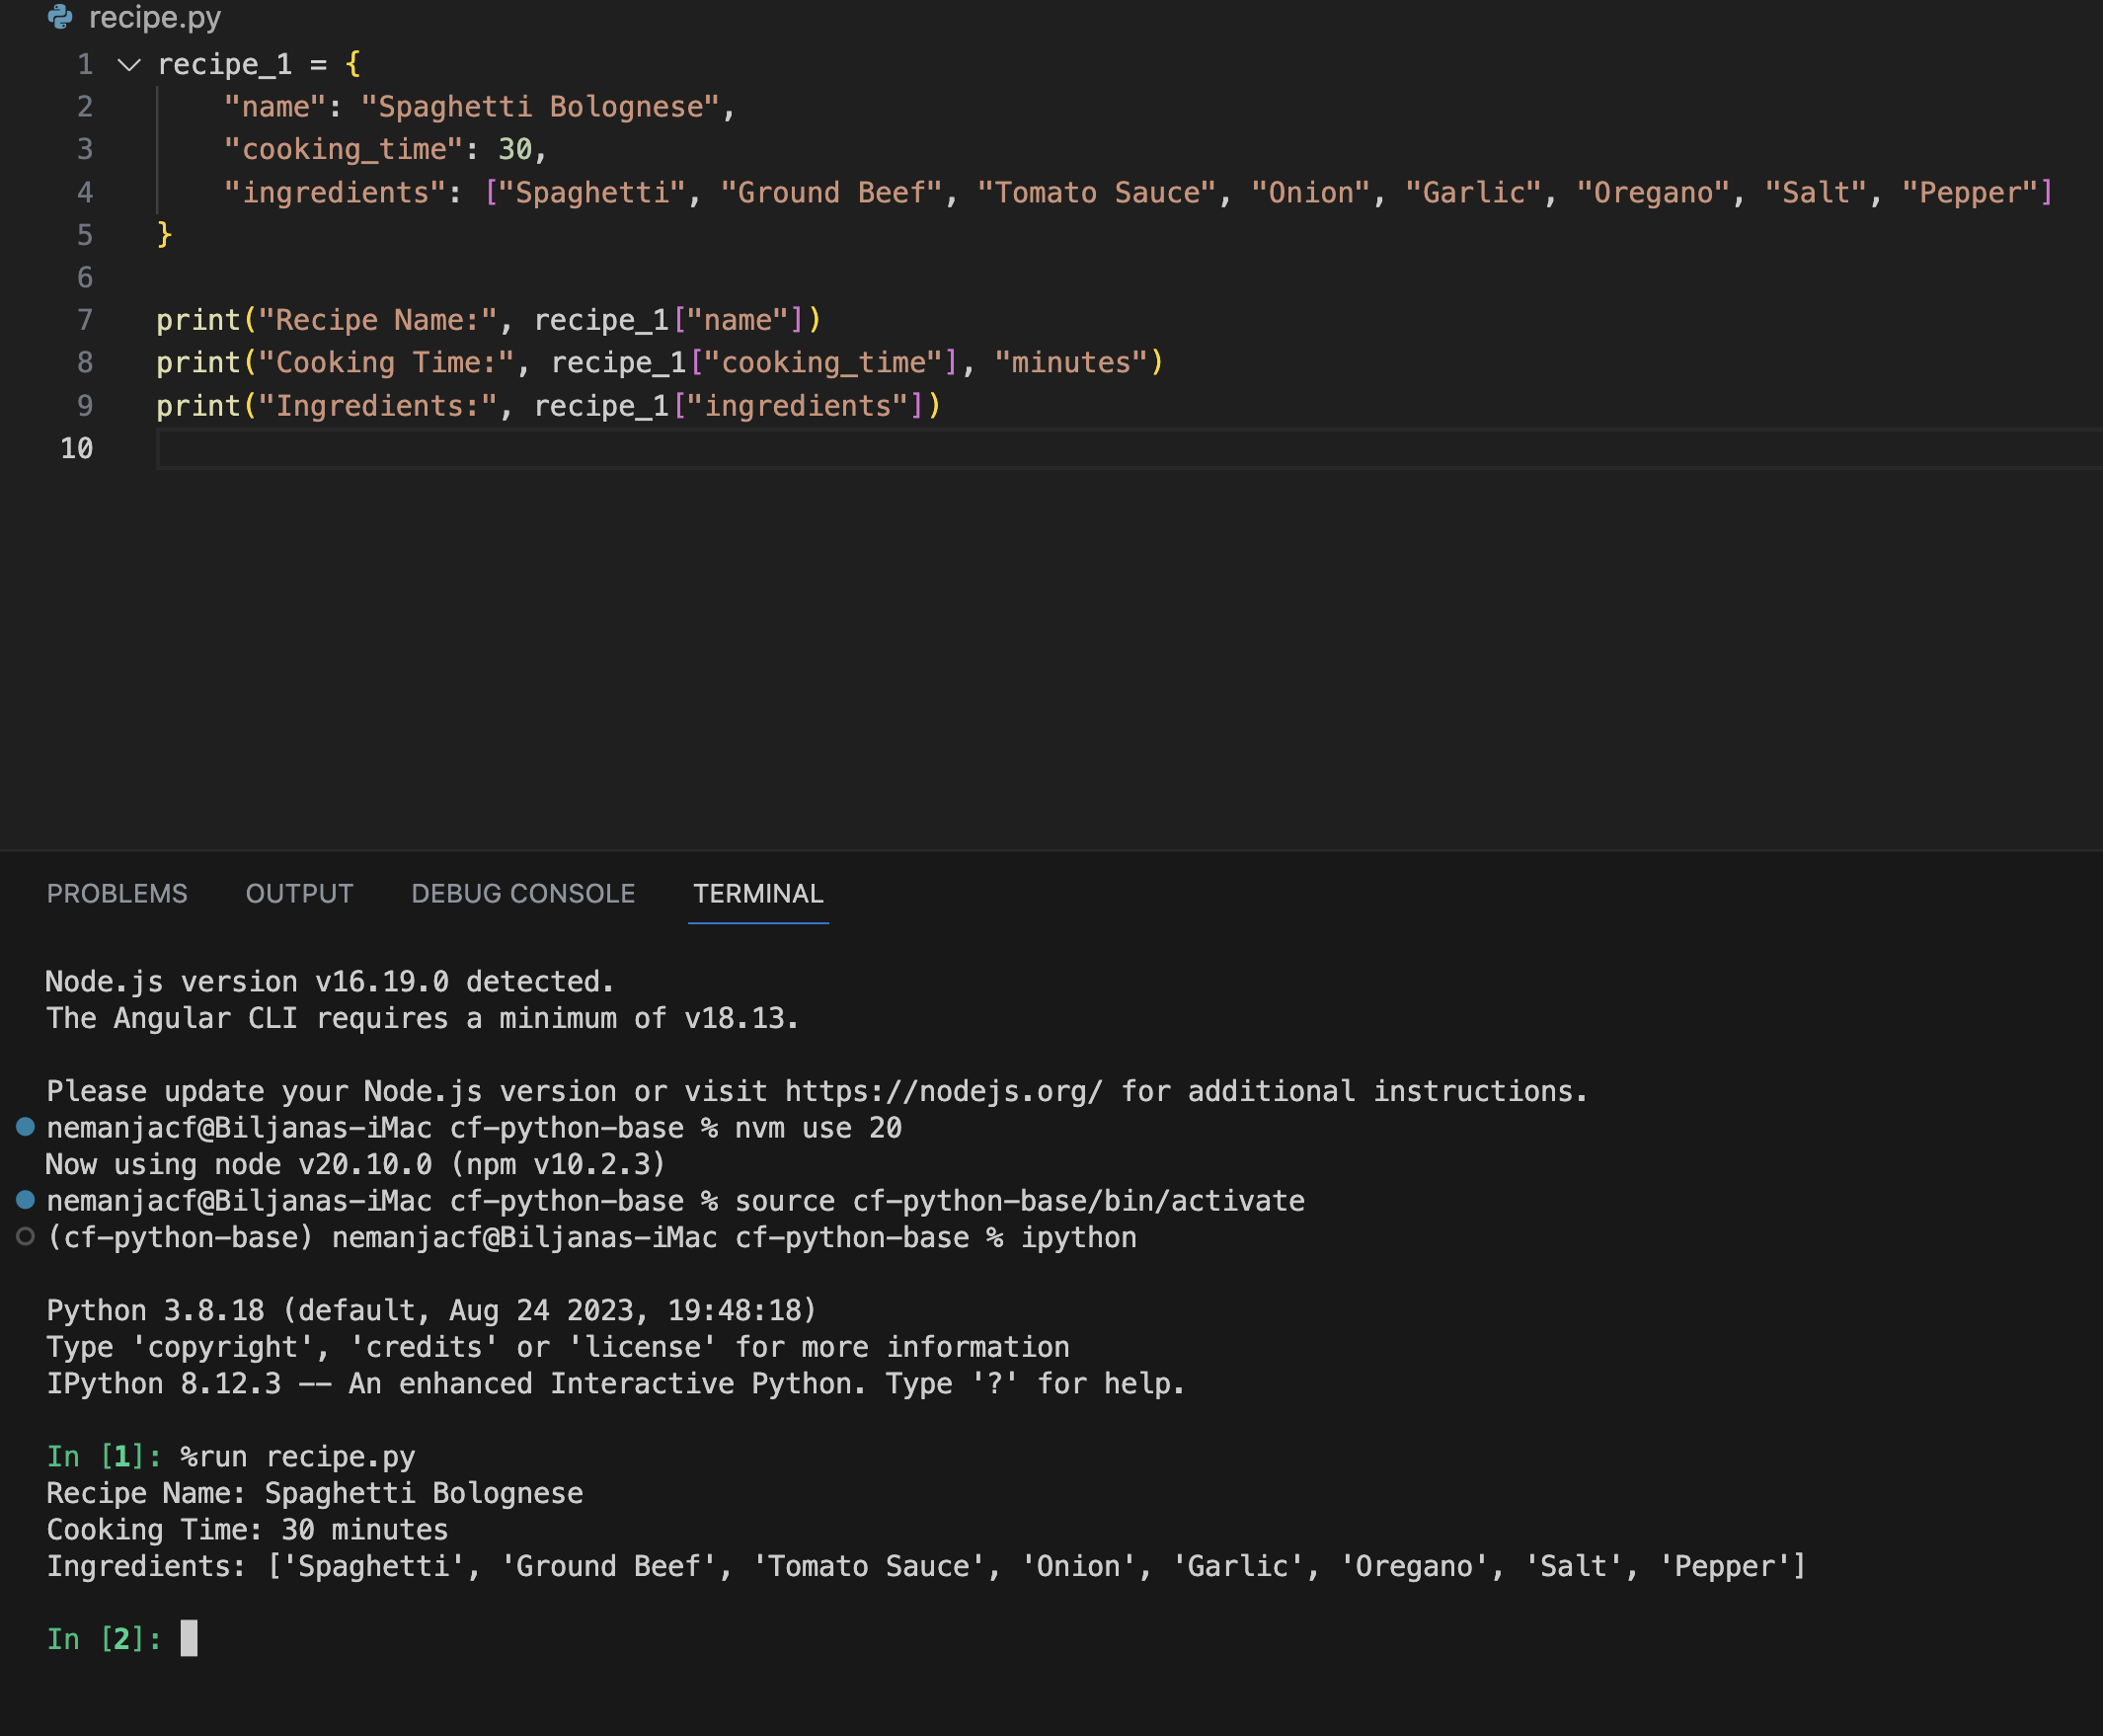 recipe.py
1 recipe_1 = {
2     "name": "Spaghetti Bolognese",
3     "cooking_time": 30,
4     "ingredients": ["Spaghetti", "Ground Beef", "Tomato Sauce", "Onion", "Garlic", "Oregano", "Salt", "Pepper"]
5 }
6
7 print("Recipe Name:", recipe_1["name"])
8 print("Cooking Time:", recipe_1["cooking_time"], "minutes")
9 print("Ingredients:", recipe_1["ingredients"])
10
PROBLEMS OUTPUT DEBUG CONSOLE TERMINAL
Node.js version v16.19.0 detected.
The Angular CLI requires a minimum of v18.13.
Please update your Node.js version or visit https://nodejs.org/ for additional instructions.
nemanjacf@Biljanas-iMac cf-python-base % nvm use 20
Now using node v20.10.0 (npm v10.2.3)
nemanjacf@Biljanas-iMac cf-python-base % source cf-python-base/bin/activate
(cf-python-base) nemanjacf@Biljanas-iMac cf-python-base % ipython
Python 3.8.18 (default, Aug 24 2023, 19:48:18)
Type 'copyright', 'credits' or 'license' for more information
IPython 8.12.3 -- An enhanced Interactive Python. Type '?' for help.
In [1]: %run recipe.py
Recipe Name: Spaghetti Bolognese
Cooking Time: 30 minutes
Ingredients: ['Spaghetti', 'Ground Beef', 'Tomato Sauce', 'Onion', 'Garlic', 'Oregano', 'Salt', 'Pepper']
In [2]: